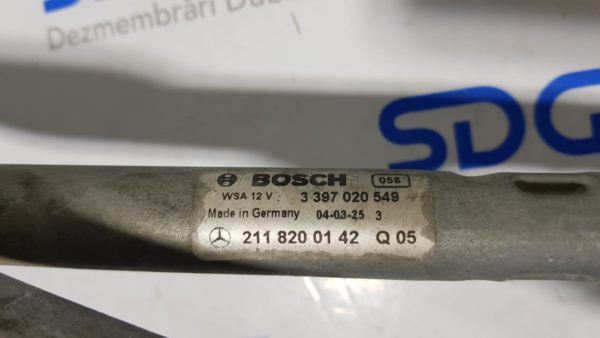 Dezmembrări Dub
SDG
BOSCH 058
WSA 12 V : 3 397 020 549
Made in Germany 04-03-25 3
211 820 01 42 Q 05